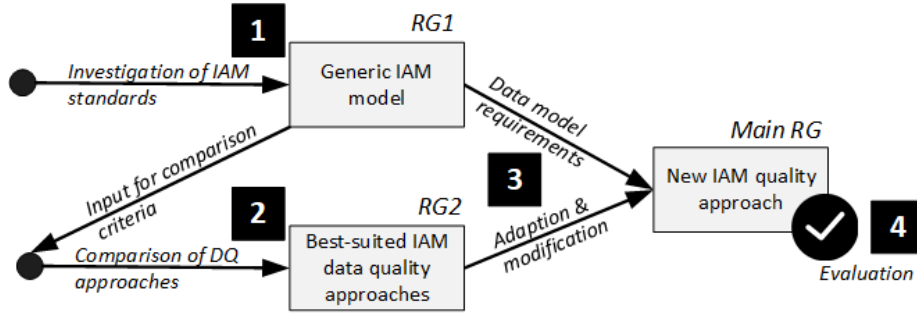 1
RG1
Investigation of IAM
standards
Generic IAM
model
Data model
requirements
Input for comparison
criteria
Main RG
New IAM quality
approach
3
2
RG2
Adaption &
modification
4
Evaluation
Comparison of DQ
approaches
Best-suited IAM
data quality
approaches